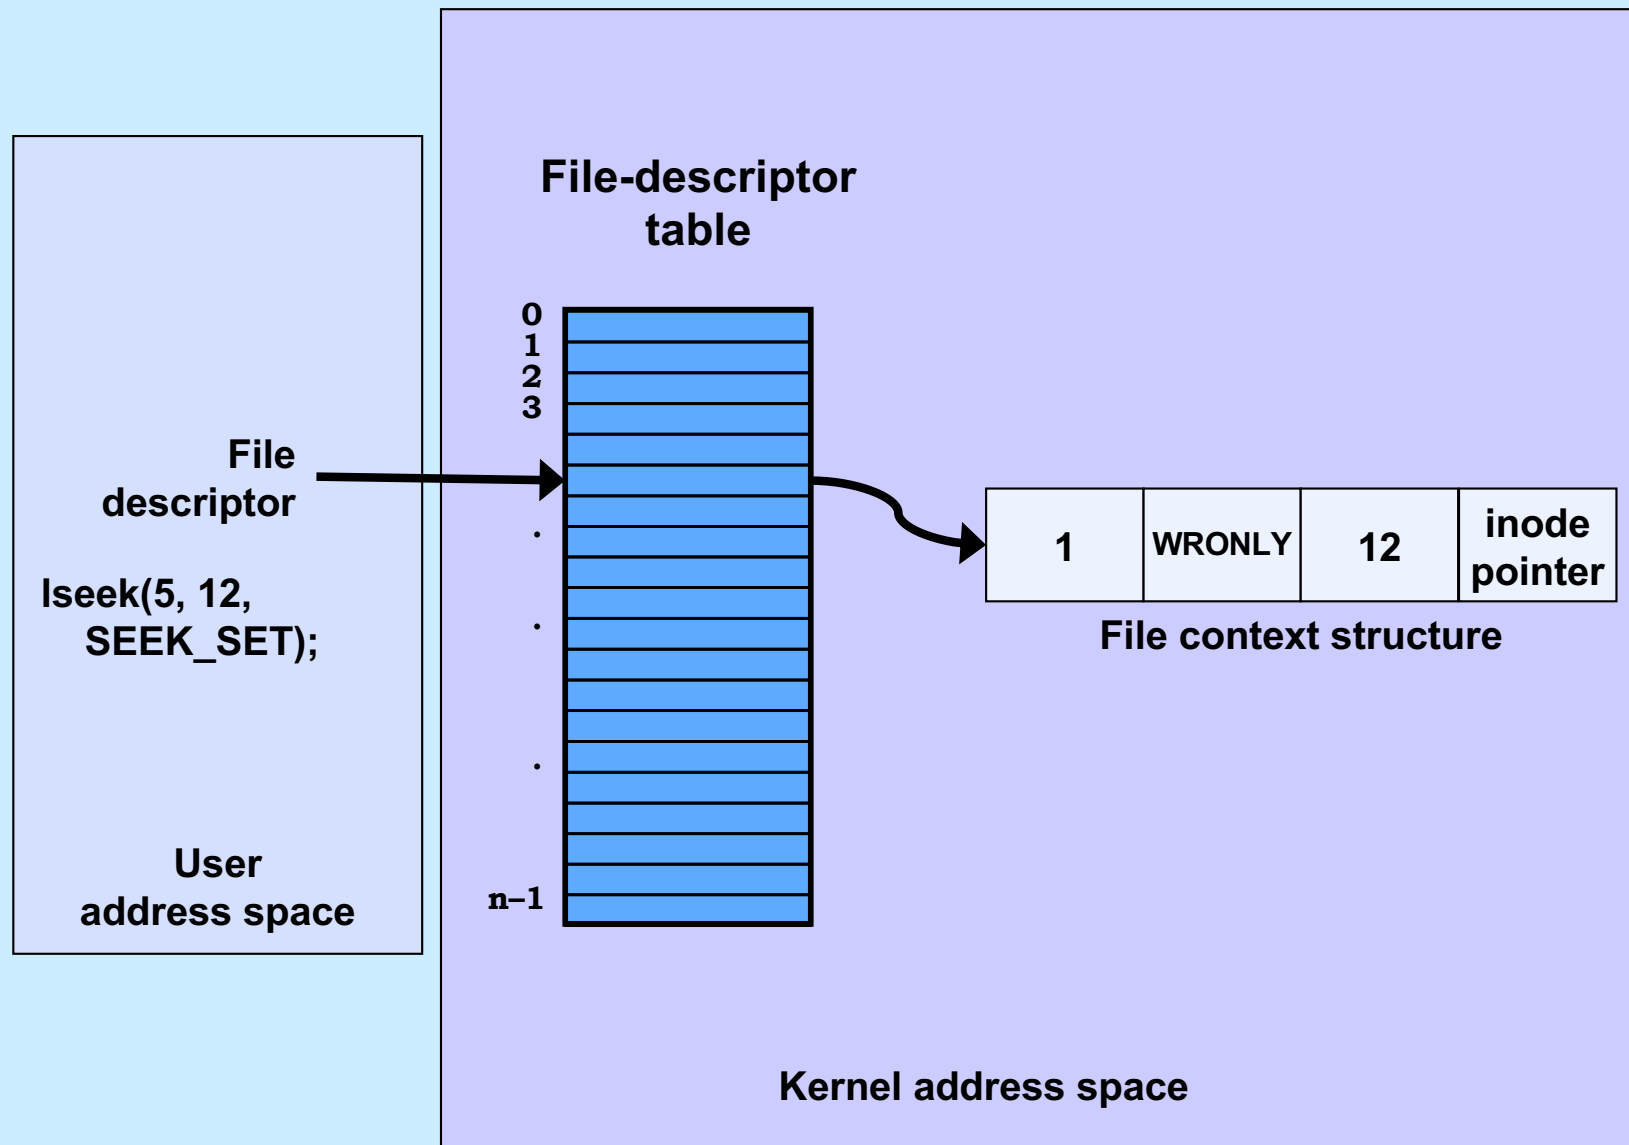 File-descriptor
table
0
1
2
3
.
.
.
n–1
File
descriptor
lseek(5, 12,
SEEK_SET);
User
address space
1
WRONLY
12
inode
pointer
File context structure
Kernel address space